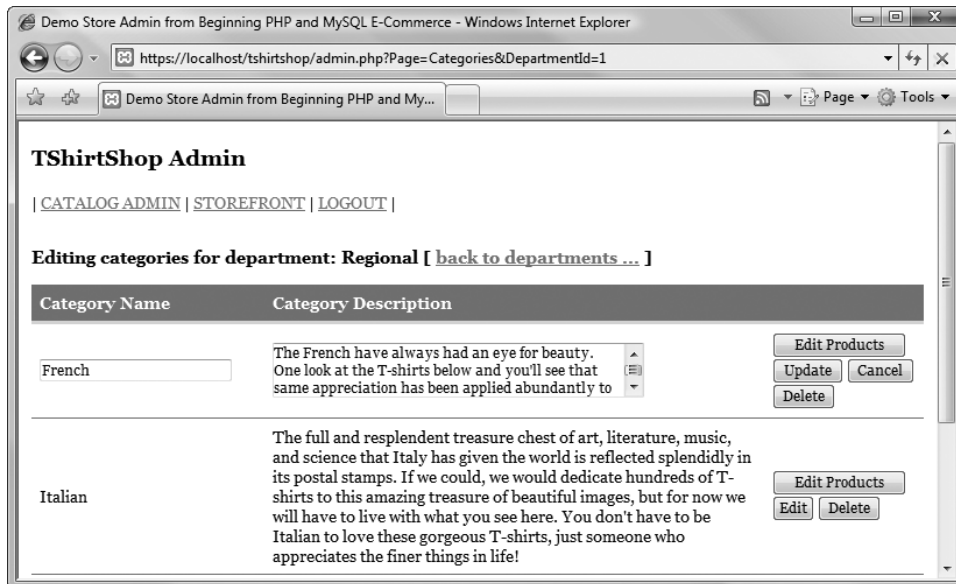 Demo Store Admin from Beginning PHP and MySQL E-Commerce - Windows Internet Explorer
https://localhost/tshirtshop/admin.php?Page=Categories&DepartmentId=1
Demo Store Admin from Beginning PHP and My...
Page
Tools
TShirtShop Admin
| CATALOG ADMIN | STOREFRONT | LOGOUT |
Editing categories for department: Regional [ back to departments ... ]
Category Name
Category Description
French
The French have always had an eye for beauty.
One look at the T-shirts below and you'll see that
same appreciation has been applied abundantly to
Edit Products
Update
Cancel
Delete
Italian
The full and resplendent treasure chest of art, literature, music,
and science that Italy has given the world is reflected splendidly in
its postal stamps. If we could, we would dedicate hundreds of T-
shirts to this amazing treasure of beautiful images, but for now we
will have to live with what you see here. You don't have to be
Italian to love these gorgeous T-shirts, just someone who
appreciates the finer things in life!
Edit Products
Edit
Delete